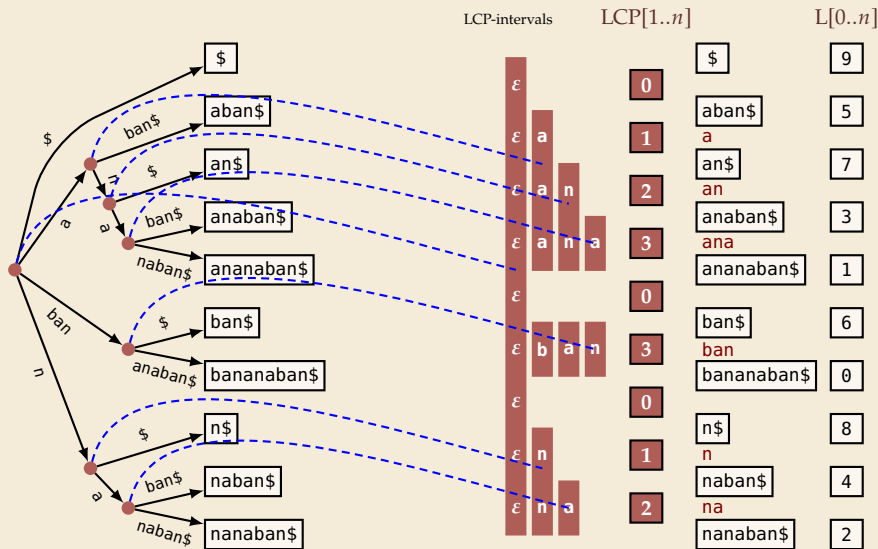 LCP-intervals LCP[1..n] L[0..n]
$ $ 9
ε 0
$ ban$ aban$ aban$ 5
ε a 1 a
n $ an$ an$ 7
ε a n 2 an
a a ban$ anaban$ anaban$ 3
ε a n a 3 ana
naban$ ananaban$ ananaban$ 1
ε 0
ban $ ban$ ban$ 6
ε b a n 3 ban
anaban$ bananaban$ bananaban$ 0
n ε 0
$ n$ n$ 8
ε n 1 n
a ban$ naban$ naban$ 4
ε n a 2 na
naban$ nanaban$ nanaban$ 2